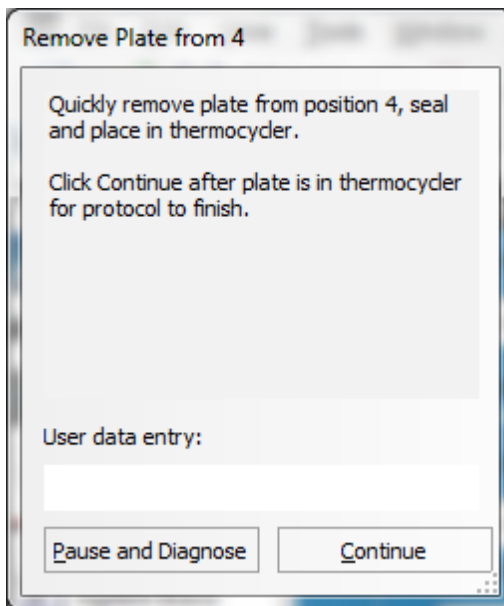 Remove Plate from 4
Quickly remove plate from position 4, seal
and place in thermocycler.
Click Continue after plate is in thermocycler
for protocol to finish.
User data entry:
Pause and Diagnose
Continue